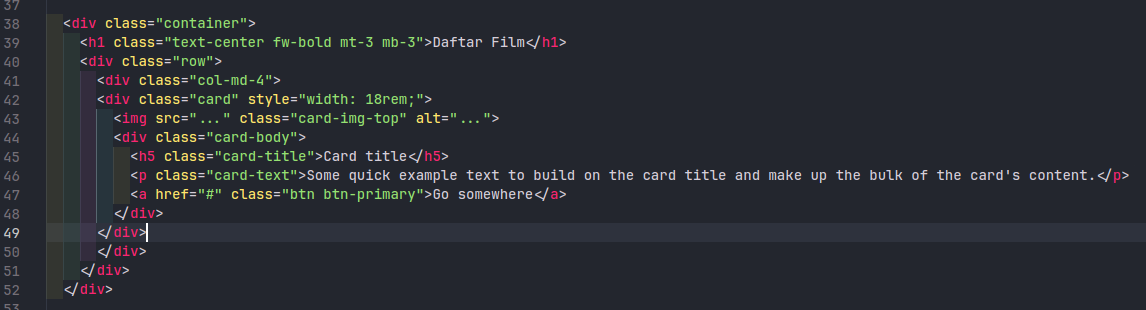 37
38 <div class="container">
39 <h1 class="text-center fw-bold mt-3 mb-3">Daftar Film</h1>
40 <div class="row">
41 <div class="col-md-4">
42 <div class="card" style="width: 18rem;">
43 <img src="..." class="card-img-top" alt="...">
44 <div class="card-body">
45 <h5 class="card-title">Card title</h5>
46 <p class="card-text">Some quick example text to build on the card title and make up the bulk of the card's content.</p>
47 <a href="#" class="btn btn-primary">Go somewhere</a>
48 </div>
49 </div>
50 </div>
51 </div>
52 </div>
53